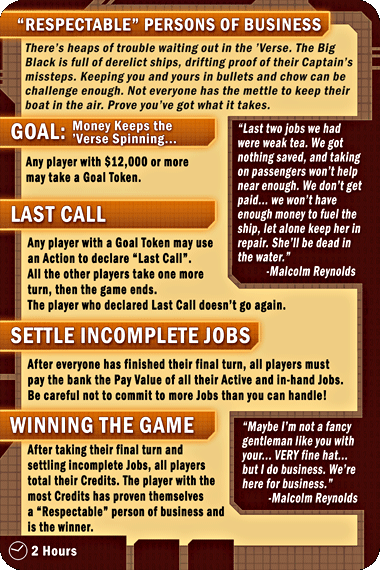 “RESPECTABLE” PERSONS OF BUSINESS
There’s heaps of trouble waiting out in the ’Verse. The Big
Black is full of derelict ships, drifting proof of their Captain’s
missteps. Keeping you and yours in bullets and chow can be
challenge enough. Not everyone has the mettle to keep their
boat in the air. Prove you’ve got what it takes.
GOAL: Money Keeps the
’Verse Spinning...
Any player with $12,000 or more
may take a Goal Token.
“Last two jobs we had
were weak tea. We got
nothing saved, and taking
on passengers won’t help
near enough. We don’t get
paid... we won’t have
enough money to fuel the
ship, let alone keep her in
repair. She’ll be dead in
the water.”
-Malcolm Reynolds
LAST CALL
Any player with a Goal Token may use
an Action to declare “Last Call”.
All the other players take one more
turn, then the game ends.
The player who declared Last Call doesn’t go again.
SETTLE INCOMPLETE JOBS
After everyone has finished their final turn, all players must
pay the bank the Pay Value of all their Active and in-hand Jobs.
Be careful not to commit to more Jobs than you can handle!
WINNING THE GAME
After taking their final turn and
settling incomplete Jobs, all players
total their Credits. The player with the
most Credits has proven themselves
a “Respectable” person of business and
is the winner.
“Maybe I’m not a fancy
gentleman like you with
your... VERY fine hat...
but I do business. We’re
here for business.”
-Malcolm Reynolds
2 Hours